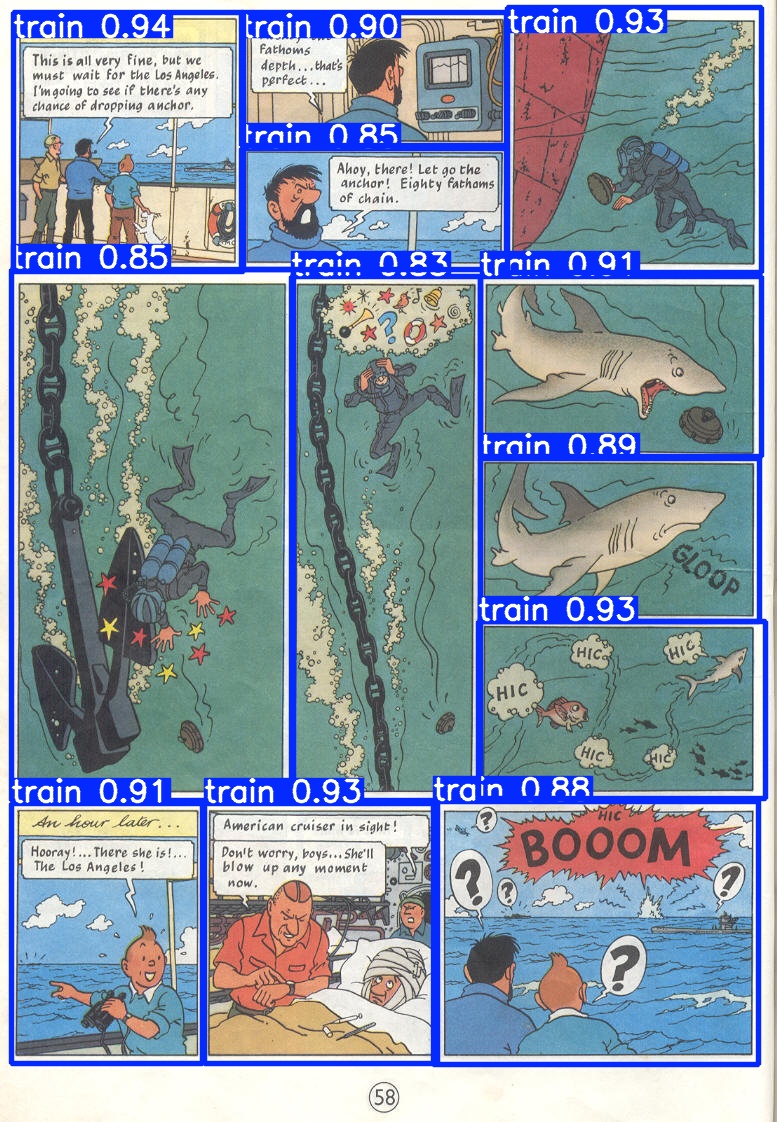 train 0.94
This is all very fine, but we
must wait for the Los Angeles.
I'm going to see if there's any
chance of dropping anchor.
train 0.90
Fathoms
depth...that's
perfect...
train 0.85
Ahoy, there! Let go the
anchor! Eighty fathoms
of chain.
train 0.93
train 0.85
train 0.83
?
train 0.91
train 0.89
GLOOP
train 0.93
HIC
HIC
HIC
HIC
HIC
train 0.91
An hour later...
Hooray!...There she is!...
The Los Angeles!
train 0.93
American cruiser in sight!
Don't worry, boys...She'll
blow up any moment
now.
train 0.88
HIC
BOOOM
?
?
?
?
?
58